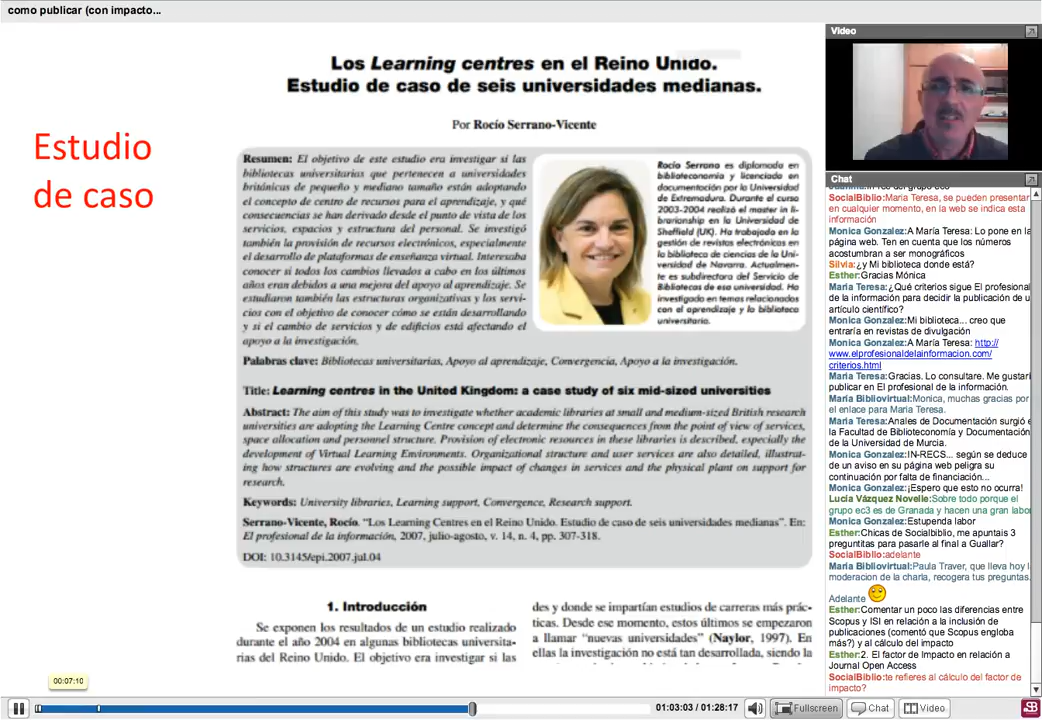 como publicar (con impacto...
Los Learning centres en el Reino Unido.
Estudio de caso de seis universidades medianas.
Por Rocío Serrano-Vicente
Estudio
de caso
Resumen: El objetivo de este estudio era investigar si las
bibliotecas universitarias que pertenecen a universidades
británicas de pequeño y mediano tamaño están adoptando
el concepto de centro de recursos para el aprendizaje, y qué
consecuencias se han derivado desde el punto de vista de los
servicios, espacios y estructura del personal. Se investigó
también la provisión de recursos electrónicos, especialmente
el desarrollo de plataformas de enseñanza virtual. Interesaba
conocer si todos los cambios llevados a cabo en los últimos
años eran debidos a una mejora del apoyo al aprendizaje. Se
estudiaron también las estructuras organizativas y los servi-
cios con el objetivo de conocer cómo se están desarrollando
y si el cambio de servicios y de edificios está afectando el
apoyo a la investigación.
Rocío Serrano es diplomada en
biblioteconomía y licenciada en
documentación por la Universidad
de Extremadura. Durante el curso
2003-2004 realizó el master in li-
brarianship en la Universidad de
Sheffield (UK). Ha trabajado en la
gestión de revistas electrónicas en
la biblioteca de ciencias de la Uni-
versidad de Navarra. Actualmen-
te es subdirectora del Servicio de
Bibliotecas de esa universidad. Ha
investigado en temas relacionados
con el aprendizaje y la biblioteca
universitaria.
Palabras clave: Bibliotecas universitarias, Apoyo al aprendizaje, Convergencia, Apoyo a la investigación.
Title: Learning centres in the United Kingdom: a case study of six mid-sized universities
Abstract: The aim of this study was to investigate whether academic libraries at small and medium-sized British research
universities are adopting the Learning Centre concept and determine the consequences from the point of view of services,
space allocation and personnel structure. Provision of electronic resources in these libraries is described, especially the
development of Virtual Learning Environments. Organizational structure and user services are also detailed, illustrat-
ing how structures are evolving and the possible impact of changes in services and the physical plant on support for
research.
Keywords: University libraries, Learning support, Convergence, Research support.
Serrano-Vicente, Rocío. “Los Learning Centres en el Reino Unido. Estudio de caso de seis universidades medianas”. En:
El profesional de la información, 2007, julio-agosto, v. 14, n. 4, pp. 307-318.
DOI: 10.3145/epi.2007.jul.04
1. Introducción
Se exponen los resultados de un estudio realizado
durante el año 2004 en algunas bibliotecas universita-
rias del Reino Unido. El objetivo era investigar si las
des y donde se impartían estudios de carreras más prác-
ticas. Desde ese momento, estos últimos se empezaron
a llamar “nuevas universidades” (Naylor, 1997). En
ellas la investigación no está tan desarrollada, siendo la
Video
Chat
SocialBiblio:Maria Teresa, se pueden presentar
en cualquier momento, en la web se indica esta
información
Monica Gonzalez:A María Teresa: Lo pone en la
página web. Ten en cuenta que los números
acostumbran a ser monográficos
Silvia:¿y Mi biblioteca donde está?
Esther:Gracias Mónica
Maria Teresa:¿Qué criterios sigue El profesional
de la información para decidir la publicación de u
artículo científico?
Monica Gonzalez:Mi biblioteca... creo que
entraría en revistas de divulgación
Monica Gonzalez:A María Teresa: http://
www.elprofesionaldelainformacion.com/
criterios.html
Maria Teresa:Gracias. Lo consultare. Me gustarí
publicar en El profesional de la información.
Maria Bibliovirtual:Monica, muchas gracias por
el enlace para Maria Teresa.
Maria Teresa:Anales de Documentación surgió e
la Facultad de Biblioteconomía y Documentación
de la Universidad de Murcia.
Monica Gonzalez:IN-RECS... según se deduce
de un aviso en su página web peligra su
continuación por falta de financiación...
Monica Gonzalez:¡Espero que esto no ocurra!
Lucía Vázquez Novelle:Sobre todo porque el
grupo ec3 es de Granada y hacen una gran labor
Monica Gonzalez:Estupenda labor
Esther:Chicas de Socialbiblio, me apuntais 3
preguntitas para pasarle al final a Guallar?
SocialBiblio:adelante
Maria Bibliovirtual:Paula Traver, que lleva hoy l
moderacion de la charla, recogera tus preguntas.
Adelante
Esther:Comentar un poco las diferencias entre
Scopus y ISI en relación a la inclusión de
publicaciones (comentó que Scopus engloba
más?) y al cálculo del impacto
Esther:2. El factor de Impacto en relación a
Journal Open Access
SocialBiblio:te refieres al cálculo del factor de
impacto?
00:07:10
01:03:03 / 01:28:17
Fullscreen
Chat
Video